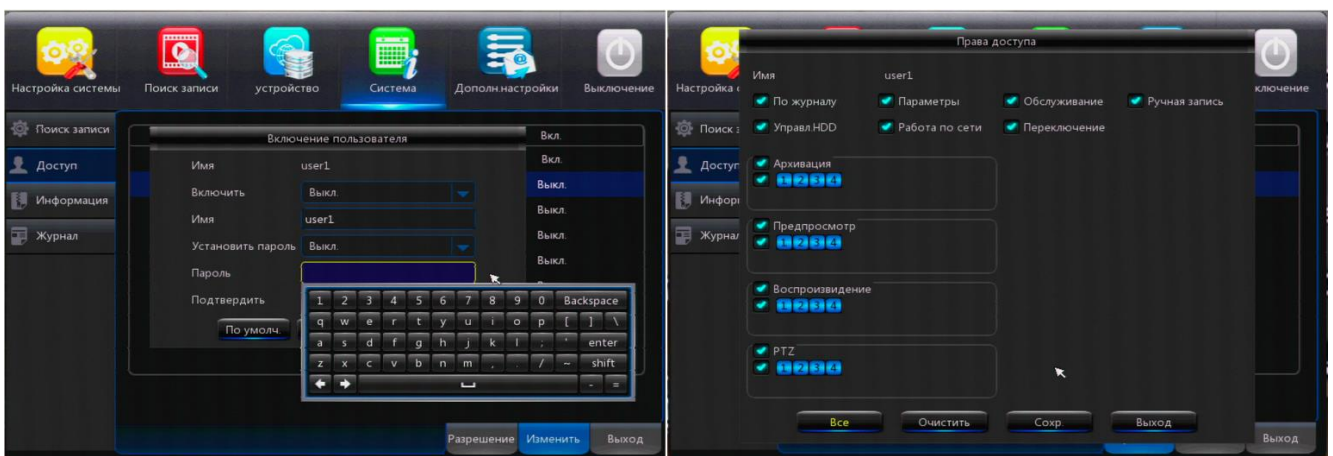 Настройка системы
Поиск записи
устройство
Система
Дополн.настройки
Выключение
Поиск записи
Доступ
Информация
Журнал
Включение пользователя
Имя user1
Включить Выкл.
Имя user1
Установить пароль Выкл.
Пароль
Подтвердить
По умолч.
Вкл.
Вкл.
Выкл.
Выкл.
Выкл.
Выкл.
1 2 3 4 5 6 7 8 9 0 Backspace
q w e r t y u i o p [ ] \
a s d f g h j k l ; ' enter
z x c v b n m , . / ~ shift
- =
Разрешение Изменить Выход
Права доступа
Настройка
ключение
Поиск
Доступ
Инфор
Журнал
Имя user1
По журналу Параметры Обслуживание Ручная запись
Управл.HDD Работа по сети Переключение
Архивация
1 2 3 4
Предпросмотр
1 2 3 4
Воспроизвидение
1 2 3 4
PTZ
1 2 3 4
Все Очистить Сохр. Выход
Выход